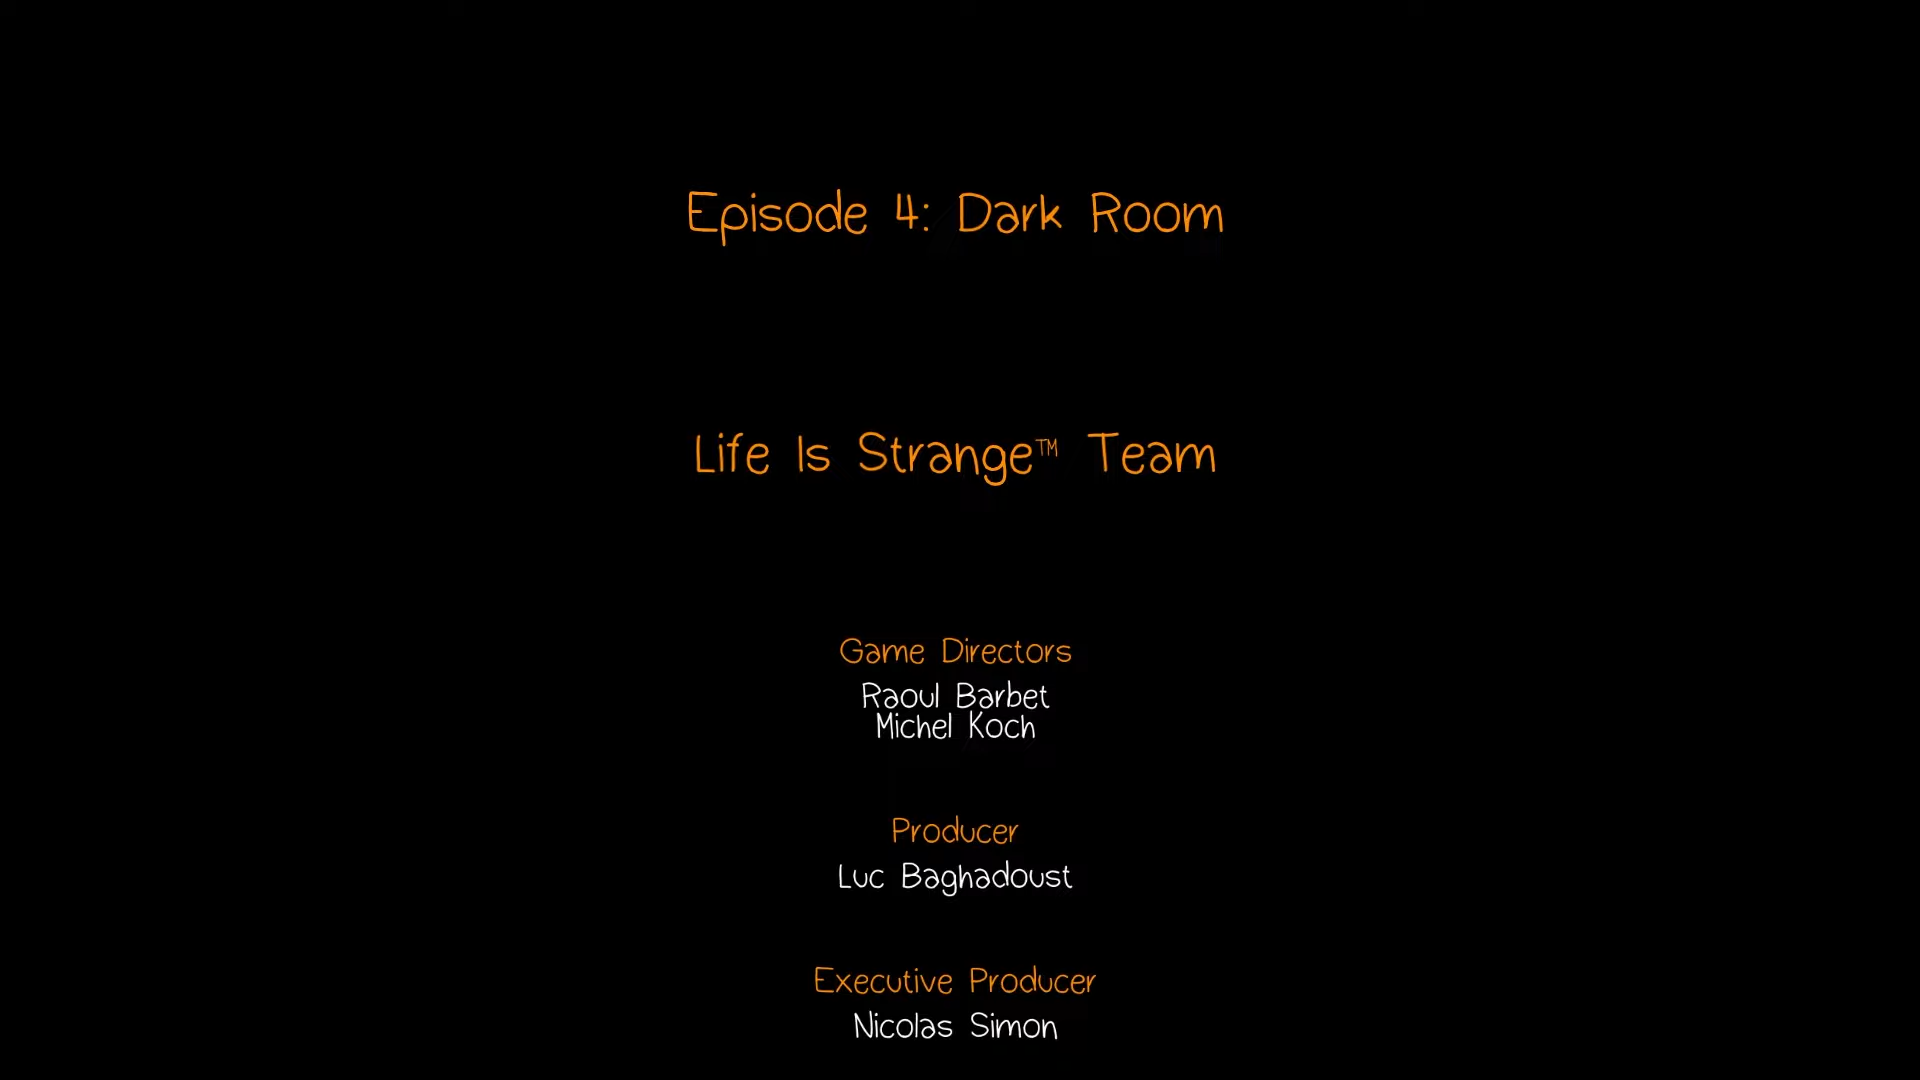 Episode 4: Dark Room
Life Is Strange™ Team
Game Directors
Raoul Barbet
Michel Koch
Producer
Luc Baghadoust
Executive Producer
Nicolas Simon